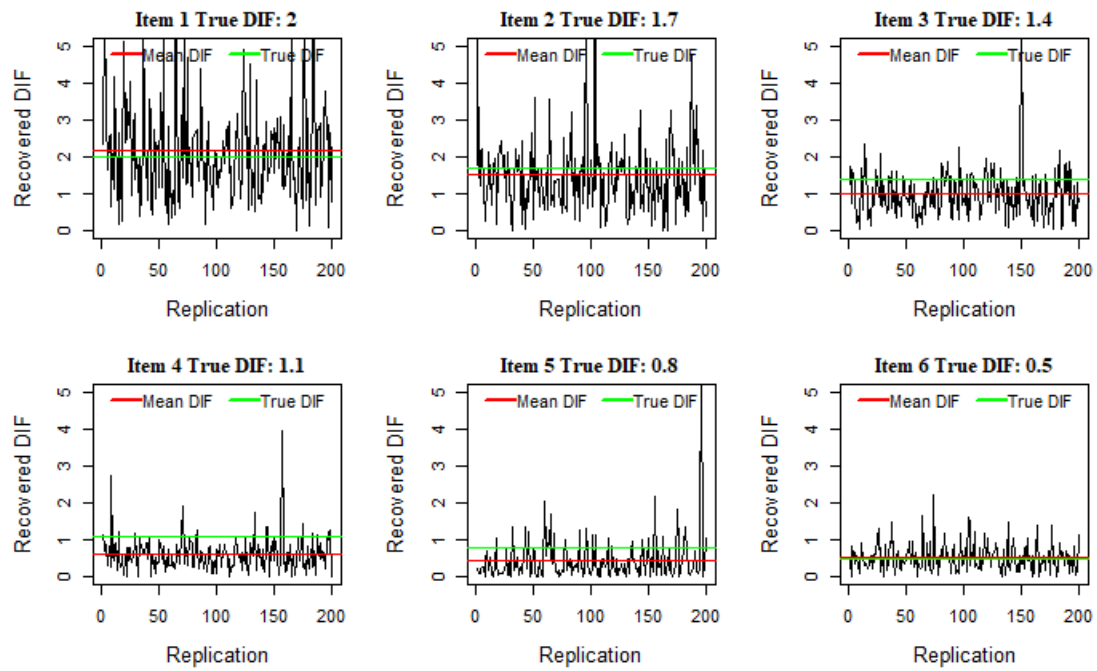 Item 1 True DIF: 2
Mean DIF True DIF
Recovered DIF
0 1 2 3 4 5
0 50 100 150 200
Replication
Item 2 True DIF: 1.7
Mean DIF True DIF
Recovered DIF
0 1 2 3 4 5
0 50 100 150 200
Replication
Item 3 True DIF: 1.4
Mean DIF True DIF
Recovered DIF
0 1 2 3 4 5
0 50 100 150 200
Replication
Item 4 True DIF: 1.1
Mean DIF True DIF
Recovered DIF
0 1 2 3 4 5
0 50 100 150 200
Replication
Item 5 True DIF: 0.8
Mean DIF True DIF
Recovered DIF
0 1 2 3 4 5
0 50 100 150 200
Replication
Item 6 True DIF: 0.5
Mean DIF True DIF
Recovered DIF
0 1 2 3 4 5
0 50 100 150 200
Replication